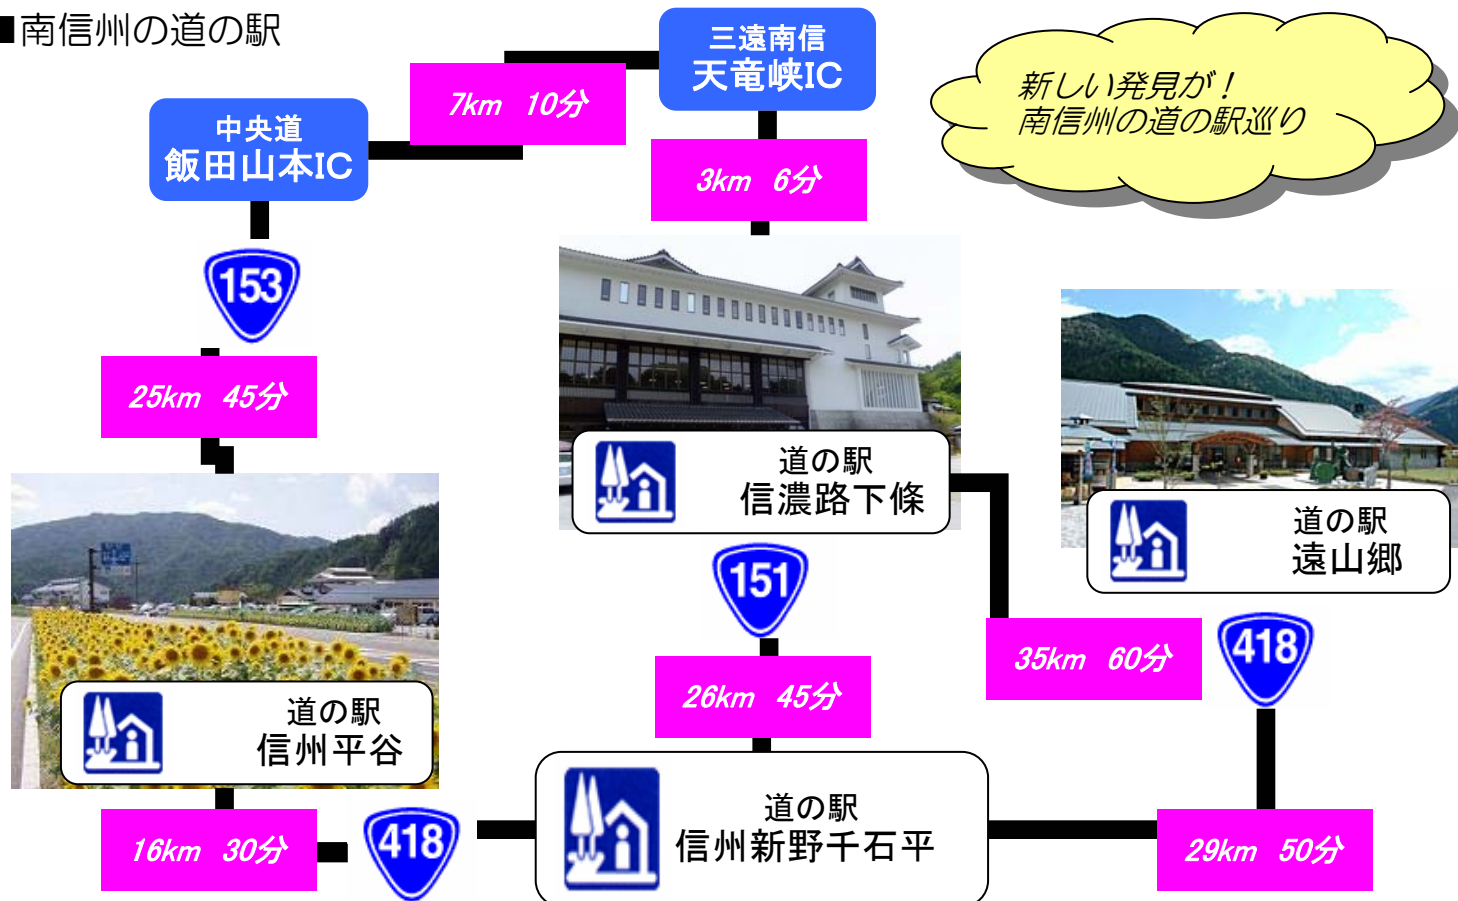 ■南信州の道の駅
三遠南信
天竜峡IC
新しい発見が！
南信州の道の駅巡り
7km 10分
中央道
飯田山本IC
3km 6分
153
25km 45分
道の駅
信濃路下條
道の駅
遠山郷
151
35km 60分
418
26km 45分
道の駅
信州平谷
道の駅
信州新野千石平
16km 30分
418
29km 50分